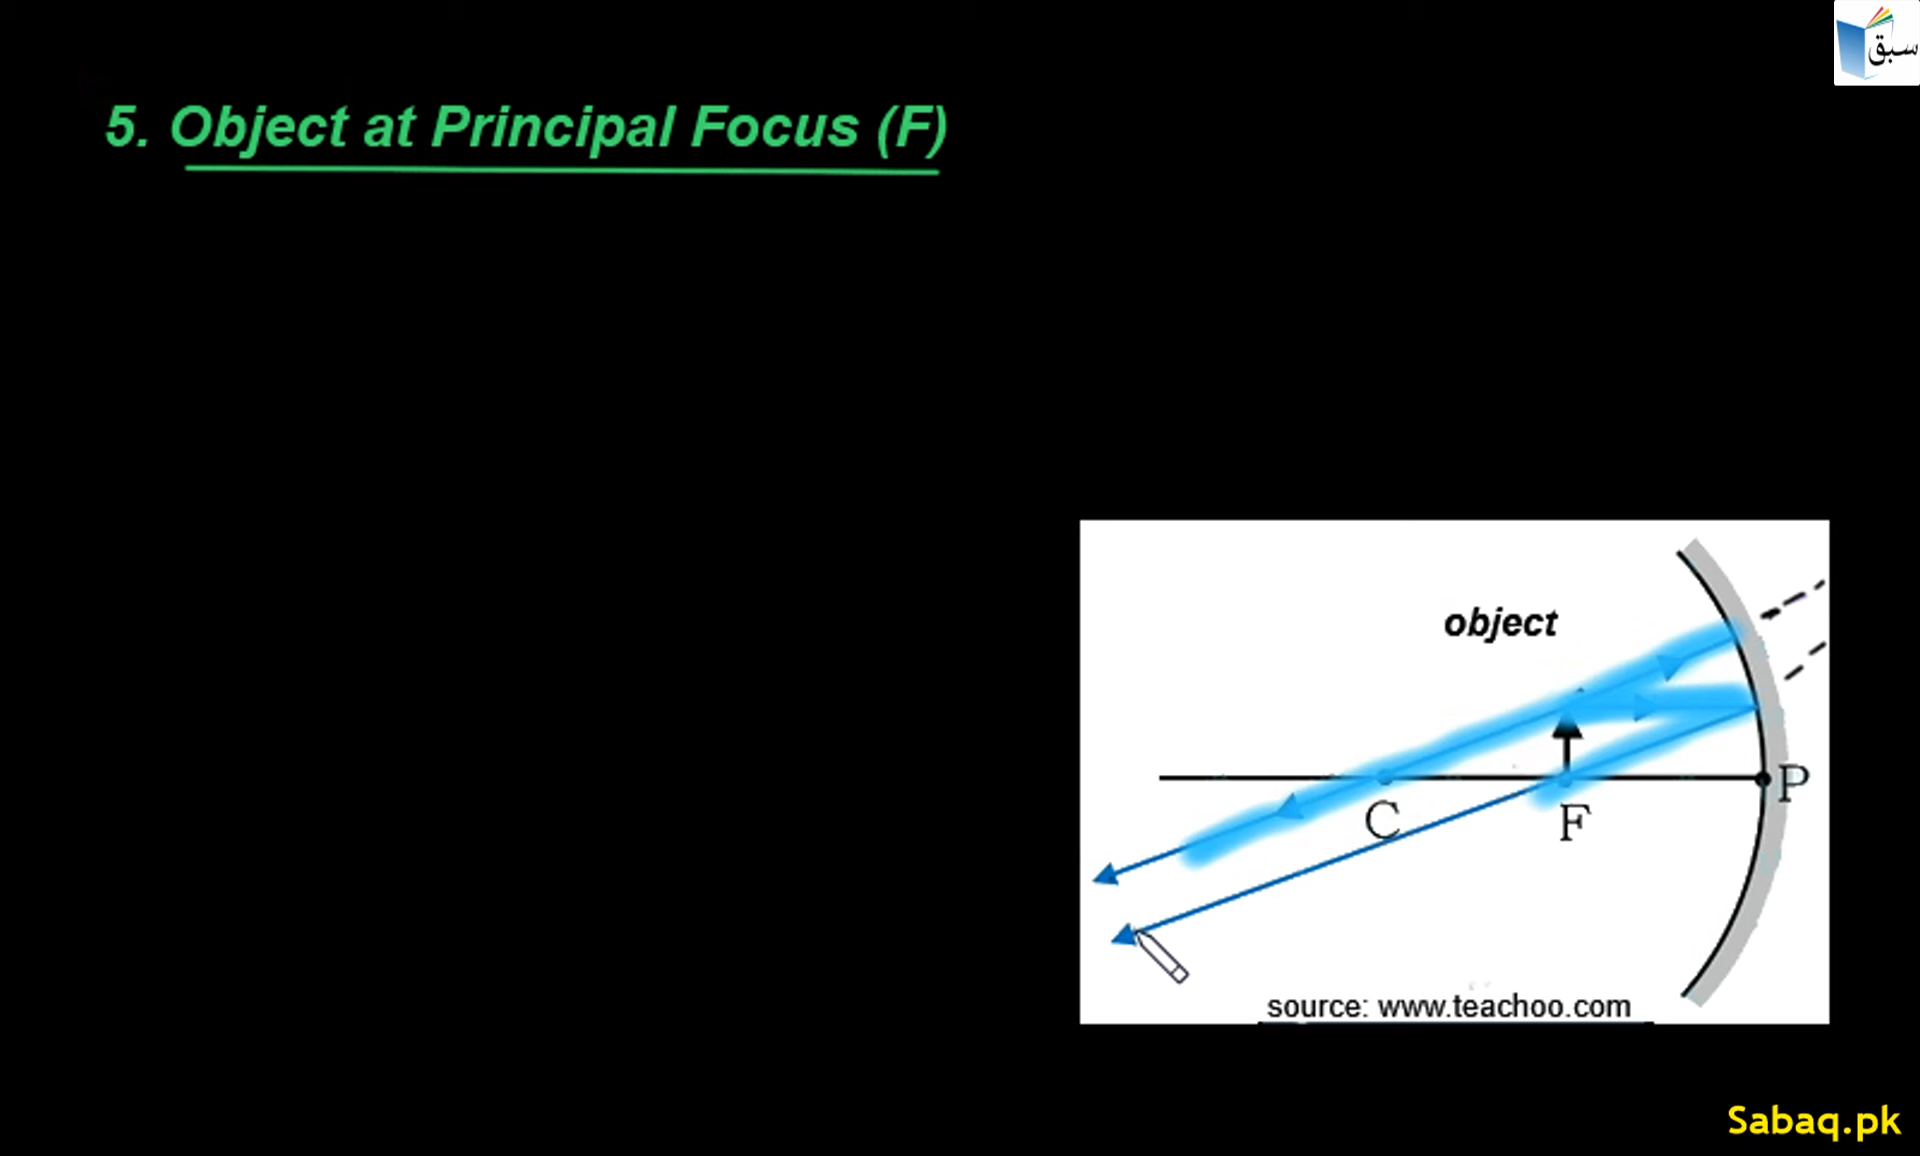 سبق
5. Object at Principal Focus (F)
object
C
F
P
source: www.teachoo.com
Sabaq.pk